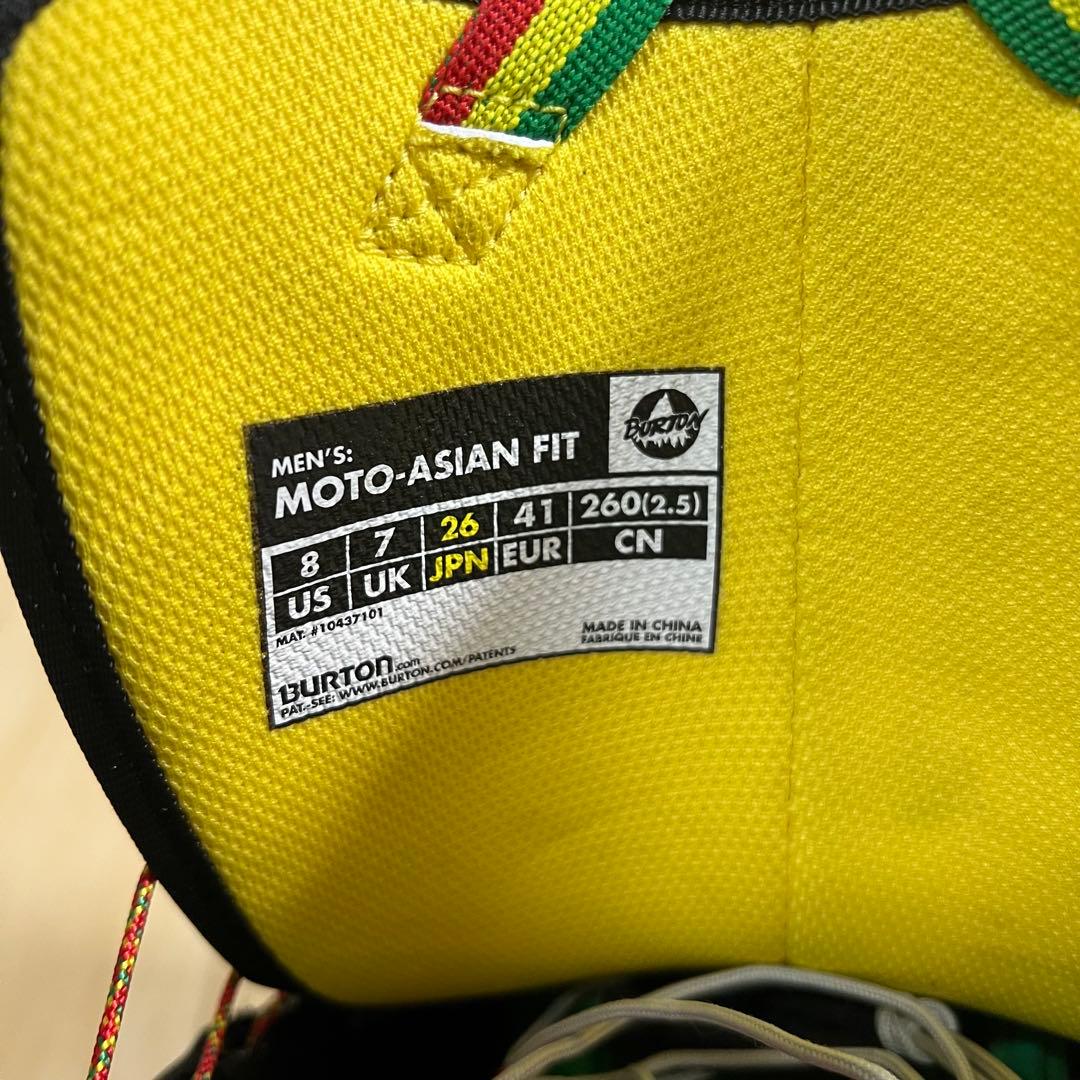 BURTON
MEN'S:
MOTO-ASIAN FIT
8 7 26 41 260(2.5)
US UK JPN EUR CN
MAT. #10437101
MADE IN CHINA
FABRIQUE EN CHINE
BURTON.com
PAT.-SEE: WWW.BURTON.COM/PATENTS